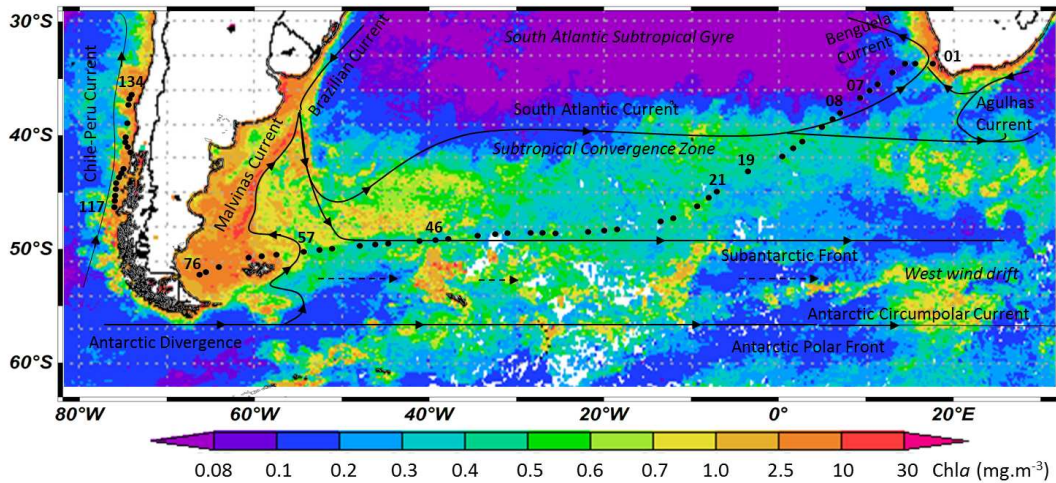 30°S
40°S
50°S
60°S
80°W
60°W
40°W
20°W
0°
20°E
Chile-Peru Current
134
117
Malvinas Current
Brazilian Current
South Atlantic Subtropical Gyre
Benguela
Current
01
07
08
Agulhas
Current
South Atlantic Current
Subtropical Convergence Zone
19
21
46
57
76
Subantarctic Front
West wind drift
Antarctic Circumpolar Current
Antarctic Divergence
Antarctic Polar Front
0.08 0.1 0.2 0.3 0.4 0.5 0.6 0.7 1.0 2.5 10 30 Chla (mg.m-3)